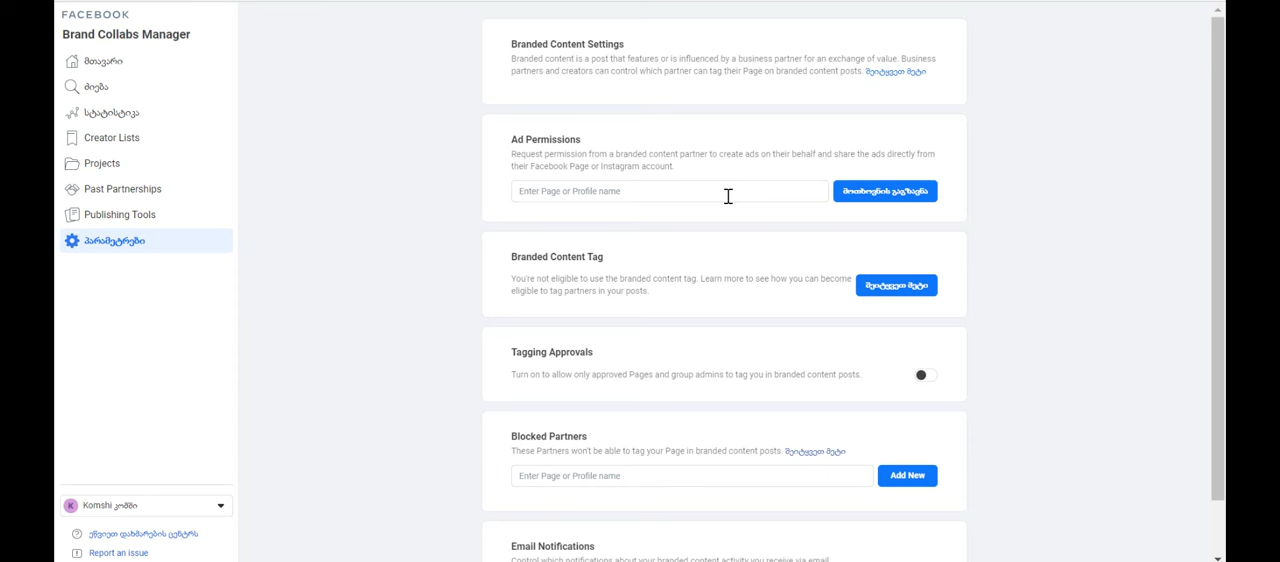 FACEBOOK
Brand Collabs Manager
მთავარი
ძიება
სტატისტიკა
Creator Lists
Projects
Past Partnerships
Publishing Tools
პარამეტრები
Komshi კომში
ეწვიეთ დახმარების ცენტრს
Report an issue
Branded Content Settings
Branded content is a post that features or is influenced by a business partner for an exchange of value. Business
partners and creators can control which partner can tag their Page on branded content posts. შეიტყვეთ მეტი
Ad Permissions
Request permission from a branded content partner to create ads on their behalf and share the ads directly from
their Facebook Page or Instagram account.
Enter Page or Profile name
მოთხოვნის გაგზავნა
Branded Content Tag
You're not eligible to use the branded content tag. Learn more to see how you can become
eligible to tag partners in your posts.
შეიტყვეთ მეტი
Tagging Approvals
Turn on to allow only approved Pages and group admins to tag you in branded content posts.
Blocked Partners
These Partners won't be able to tag your Page in branded content posts. შეიტყვეთ მეტი
Enter Page or Profile name
Add New
Email Notifications
Control which notifications about your branded content activity you receive via email.